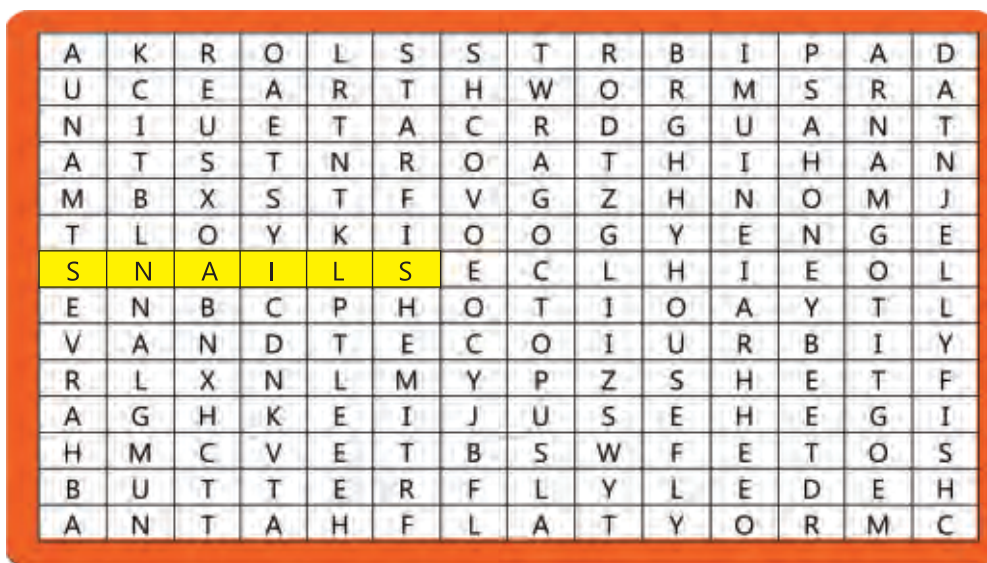 A K R O L S S T R B I P A D
U C E A R T H W O R M S R A
N I U E T A C R D G U A N T
A T S T N R O A T H I H A N
M B X S T F V G Z H N O M J
T L O Y K I O O G Y E N G E
S N A I L S E C L H I E O L
E N B C P H O T I O A Y T L
V A N D T E C O I U R B I Y
R L X N L M Y P Z S H E T F
A G H K E I J U S E H E G I
H M C V E T B S W F E T O S
B U T T E R F L Y L E D E H
A N T A H F L A T Y O R M C